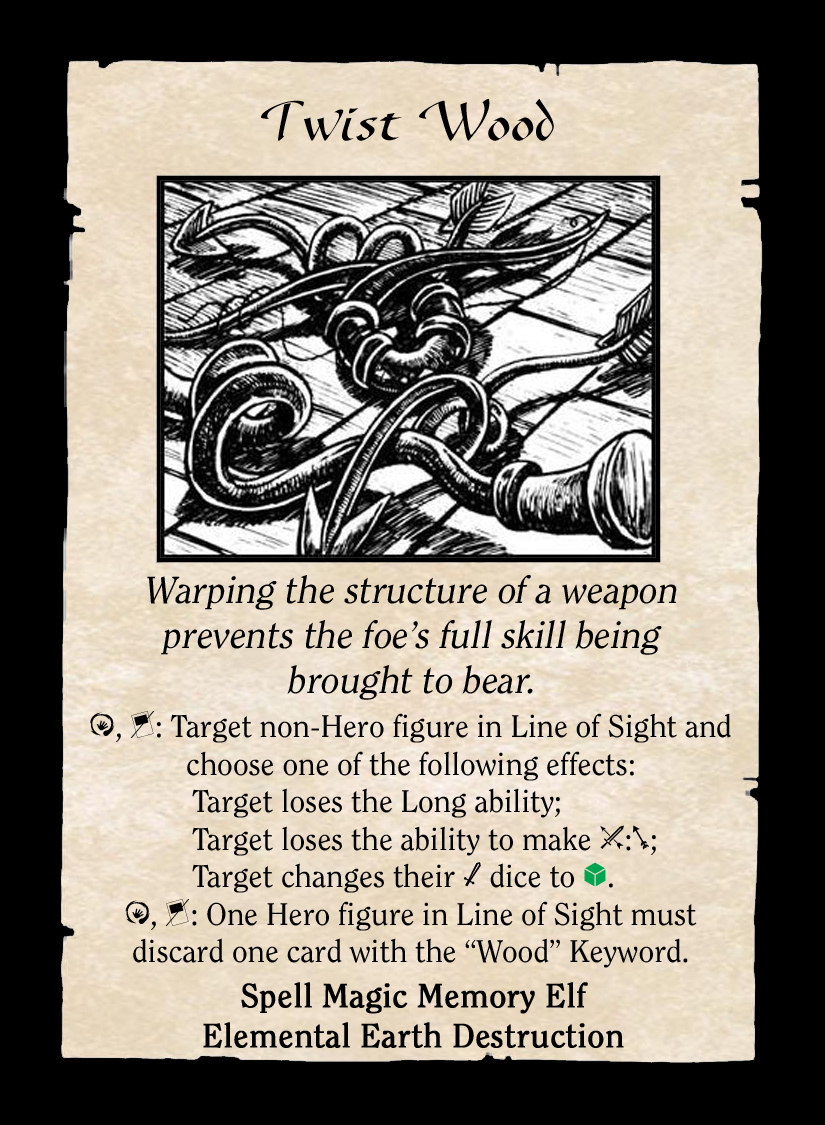 Twist Wood
Warping the structure of a weapon
prevents the foe’s full skill being
brought to bear.
, : Target non-Hero figure in Line of Sight and
choose one of the following effects:
Target loses the Long ability;
Target loses the ability to make : ;
Target changes their dice to .
, : One Hero figure in Line of Sight must
discard one card with the “Wood” Keyword.
Spell Magic Memory Elf
Elemental Earth Destruction